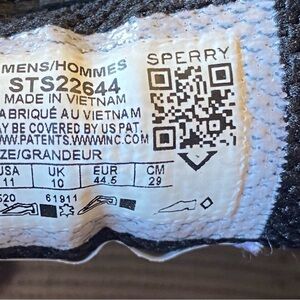 MENS/HOMMES
SPERRY
STS22644
MADE IN VIETNAM
FABRIQUÉ AU VIETNAM
MAY BE COVERED BY US PAT.
WWW.PATENTS.WWWINC.COM
SIZE/GRANDEUR
USA UK EUR CM
11 10 44.5 29
520 61911